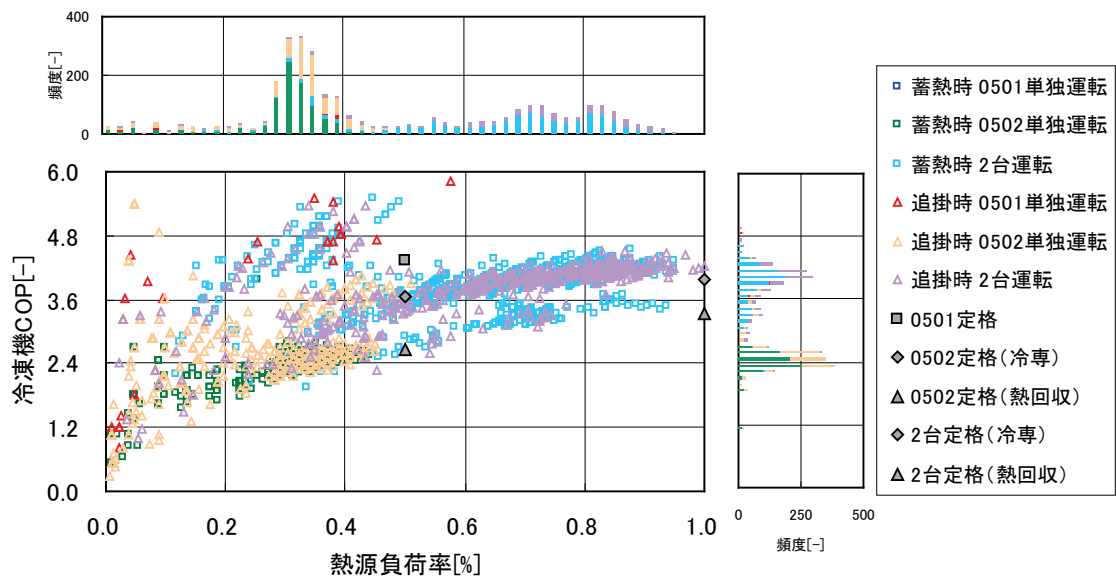 400
200
0
頻度[-]
6.0
4.8
3.6
2.4
1.2
0.0
冷凍機COP[-]
0.0 0.2 0.4 0.6 0.8 1.0
熱源負荷率[%]
0 250 500
頻度[-]
蓄熱時 0501単独運転
蓄熱時 0502単独運転
蓄熱時 2台運転
追掛時 0501単独運転
追掛時 0502単独運転
追掛時 2台運転
0501定格
0502定格(冷専)
0502定格(熱回収)
2台定格(冷専)
2台定格(熱回収)